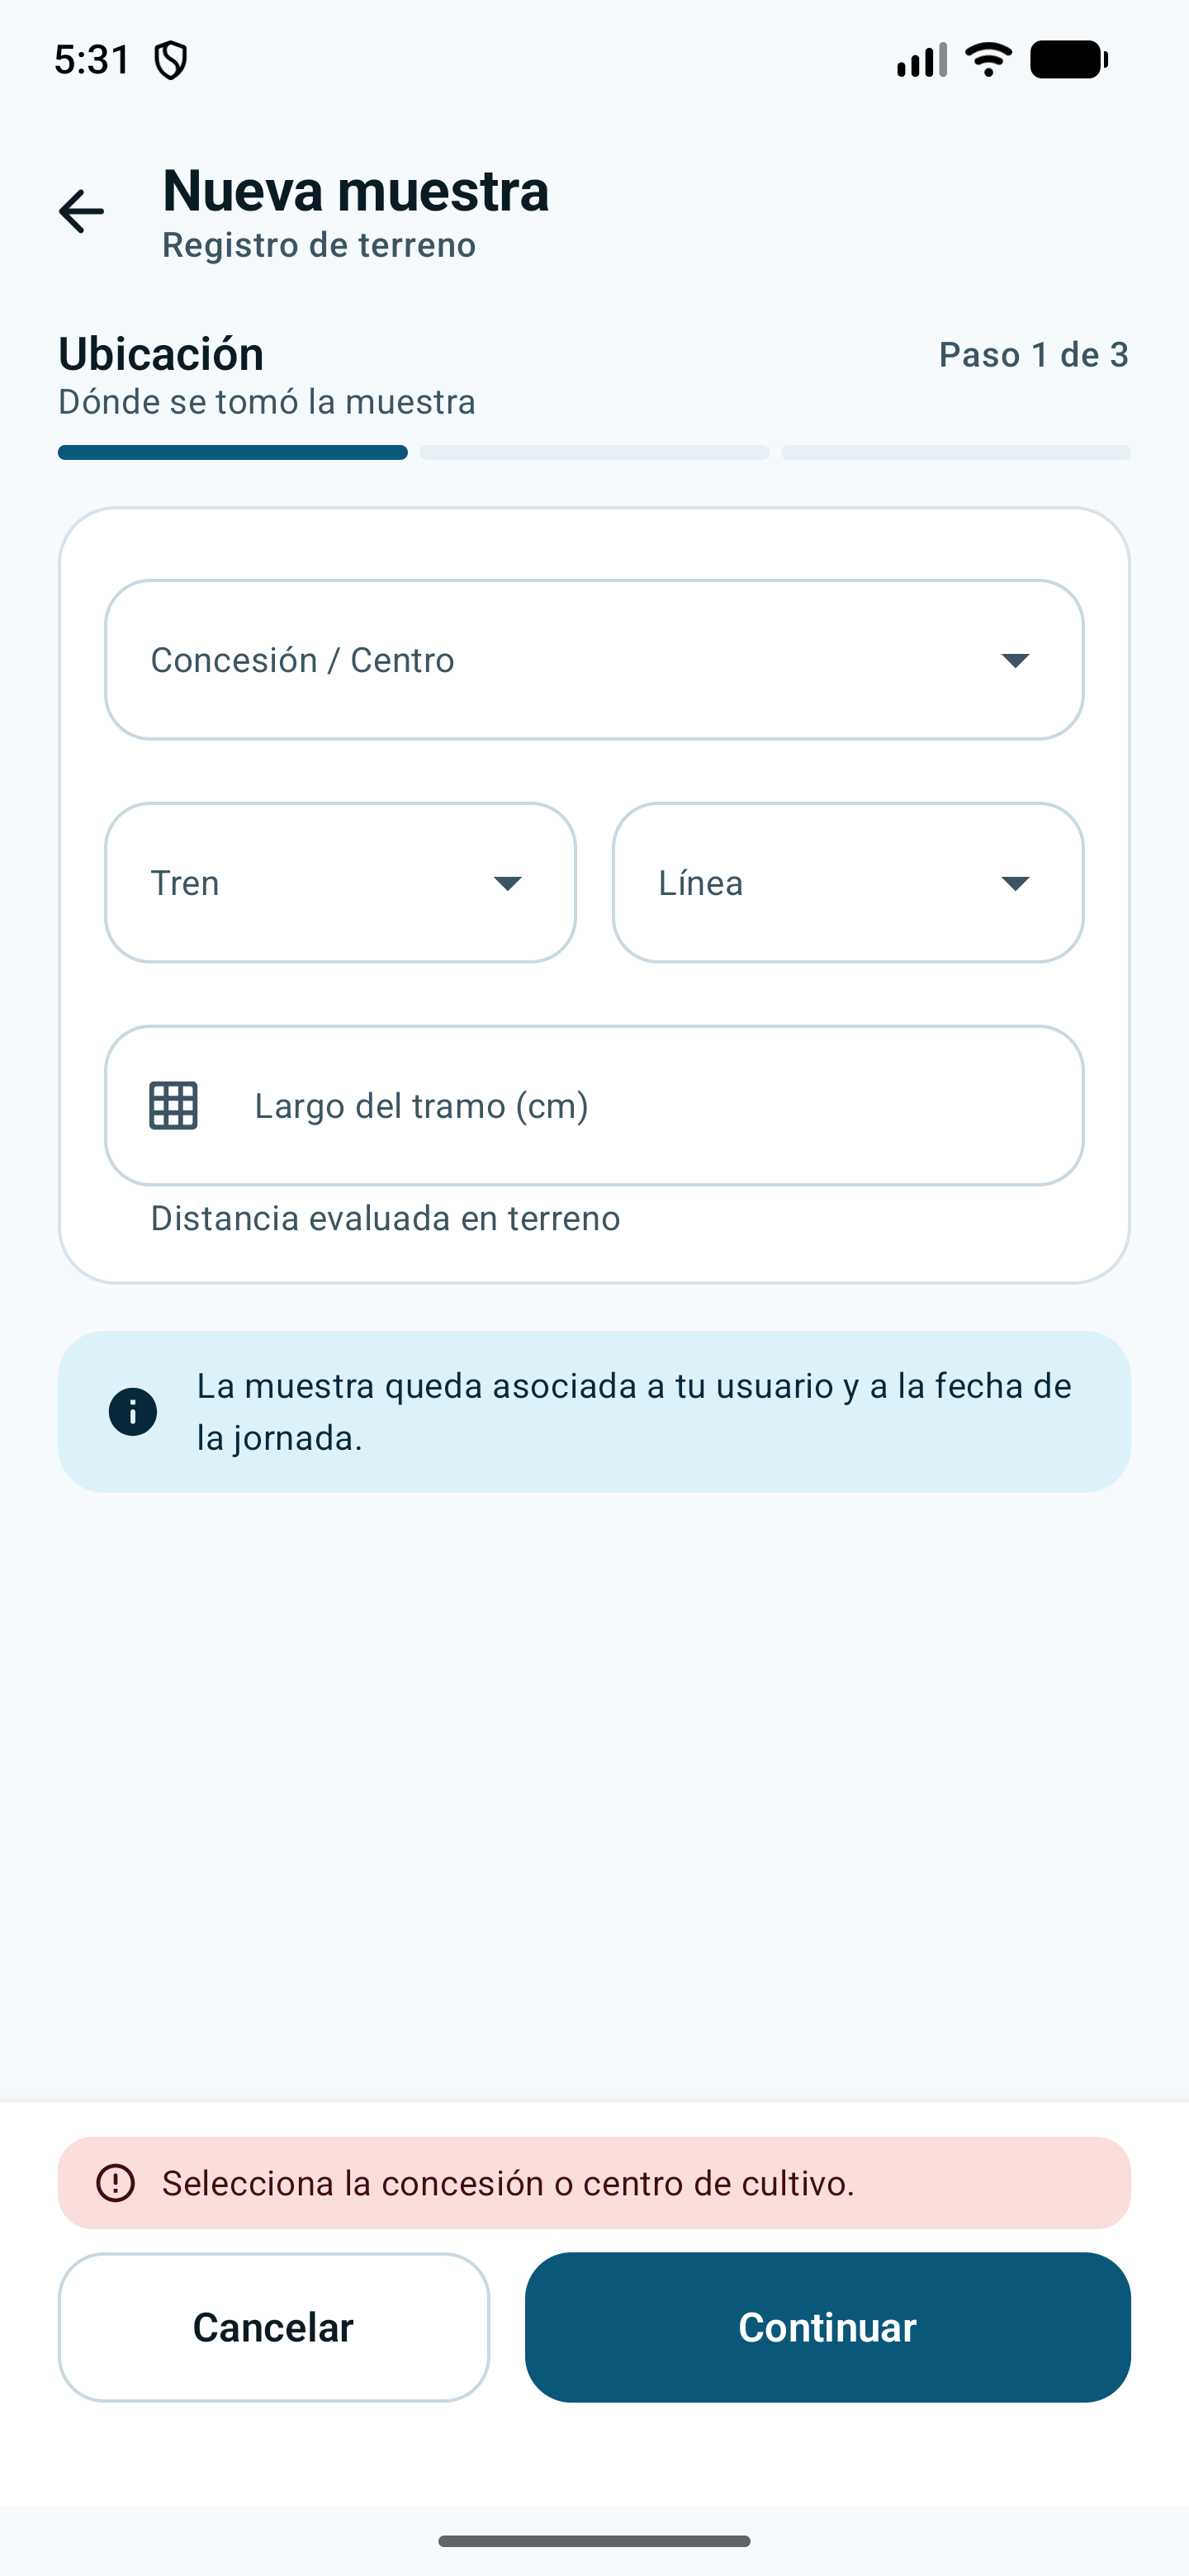 5:31
Nueva muestra
Registro de terreno
Ubicación
Paso 1 de 3
Dónde se tomó la muestra
Concesión / Centro
Tren
Línea
Largo del tramo (cm)
Distancia evaluada en terreno
La muestra queda asociada a tu usuario y a la fecha de
la jornada.
Selecciona la concesión o centro de cultivo.
Cancelar
Continuar